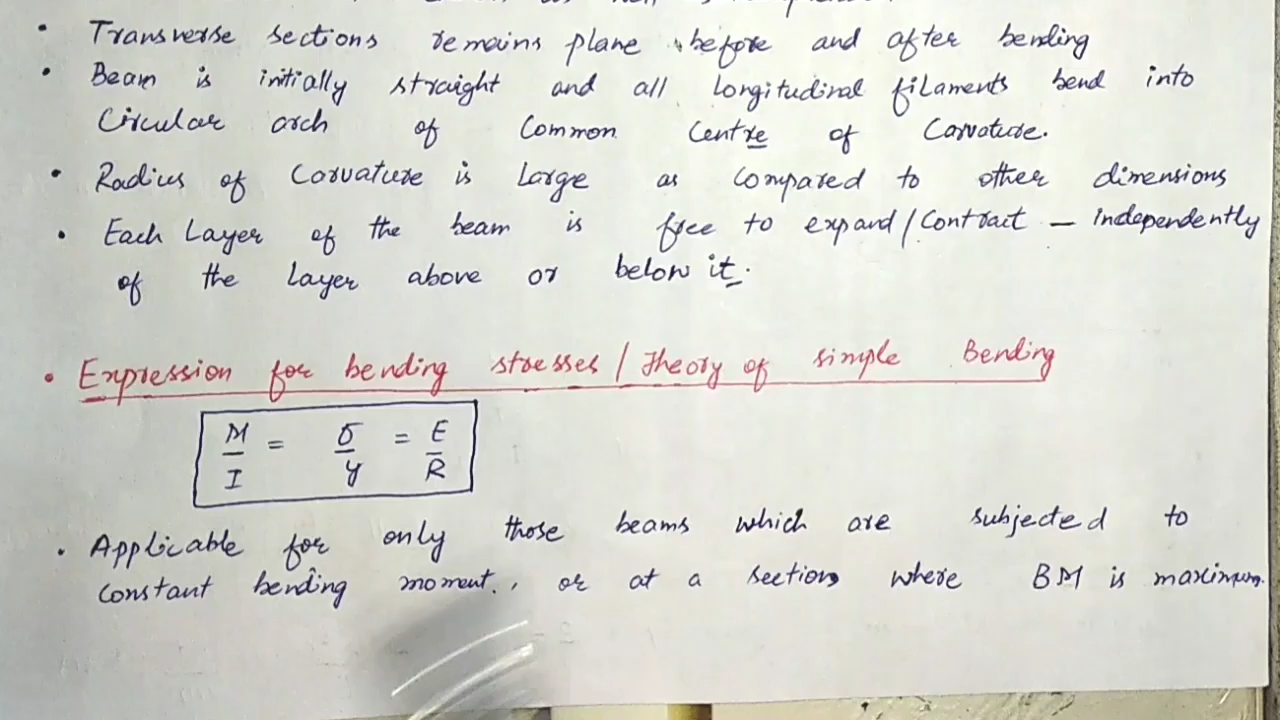 • Transverse sections remains plane before and after bending
• Beam is initially straight and all longitudinal filaments bend into
Circular arch of Common Centre of Carvature.
• Radius of Carvature is Large as compared to other dimensions
• Each Layer of the beam is free to expand/Contract – independently
of the Layer above or below it.
• Expression for bending stresses / Theory of simple Bending
M/I = σ/y = E/R
• Applicable for only those beams which are subjected to
constant bending moment., or at a section where BM is maximum.